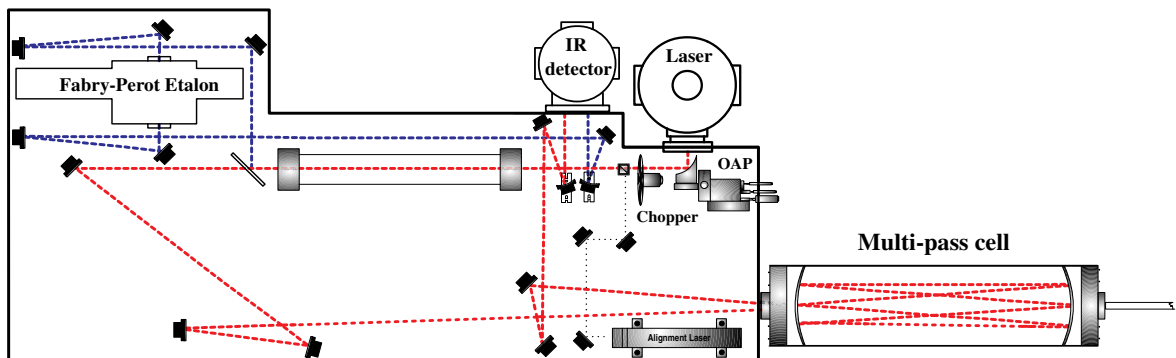 IR
detector
Laser
Fabry-Perot Etalon
OAP
Chopper
Multi-pass cell
Alignment Laser